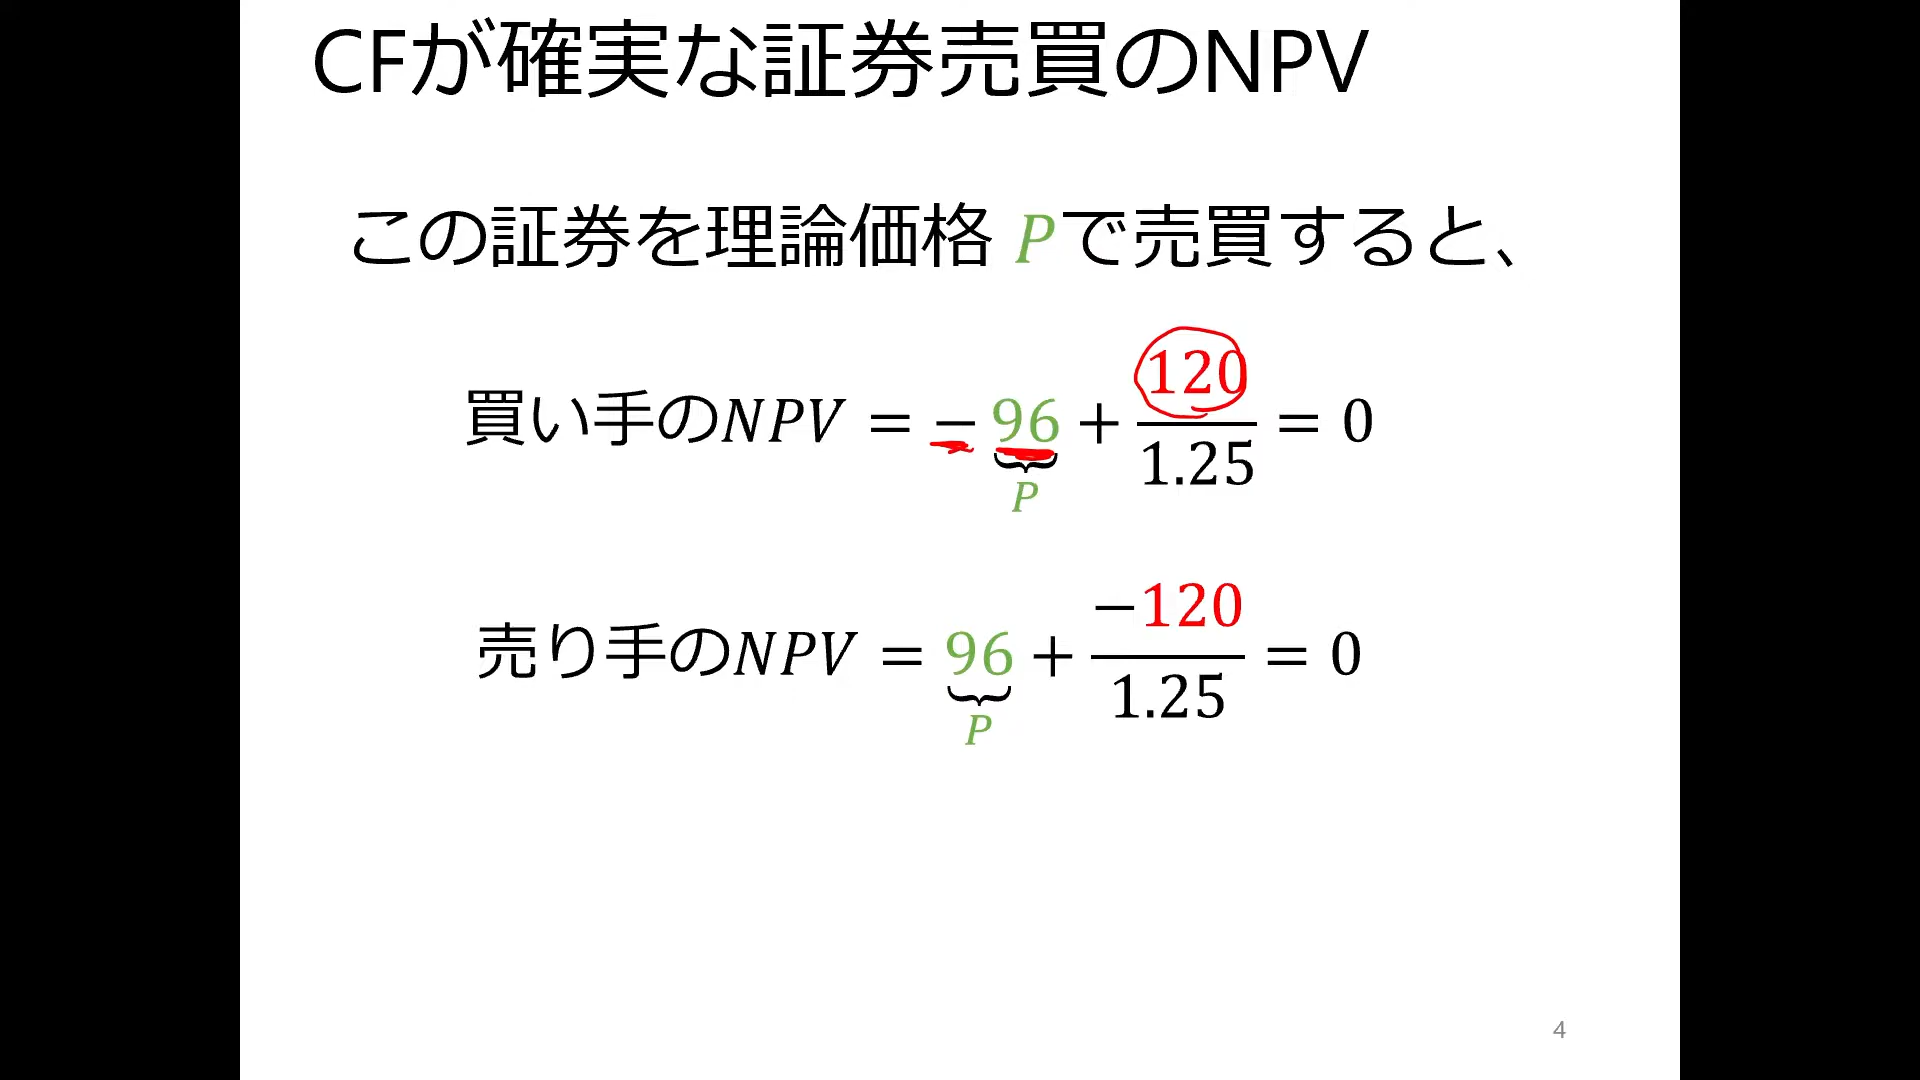 CFが確実な証券売買のNPV
この証券を理論価格 Pで売買すると、
買い手のNPV = − 96 + 120/1.25 = 0
P
売り手のNPV = 96 + −120/1.25 = 0
P
4